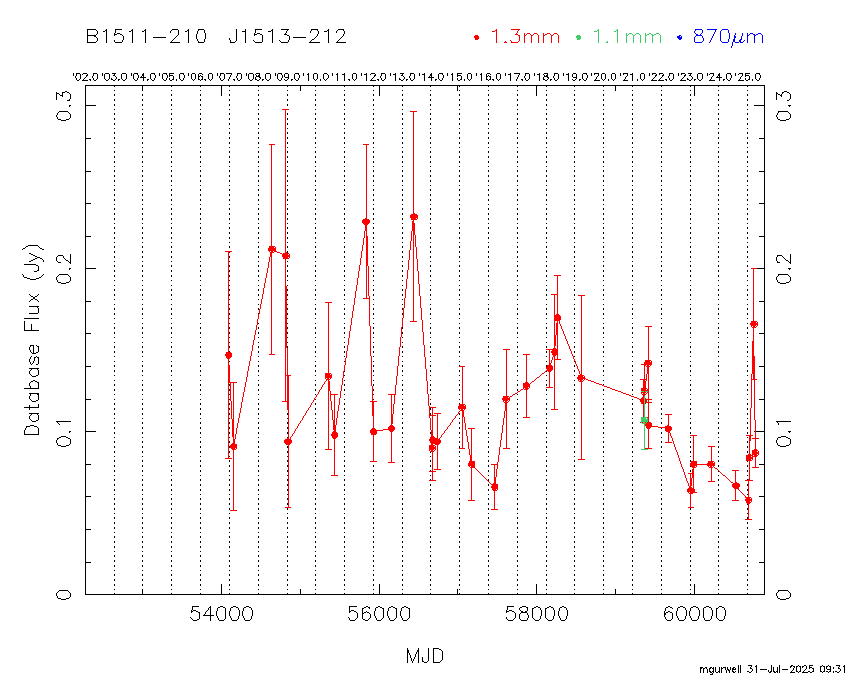 B1511-210 J1513-212 1.3mm 1.1mm 870μm
'02.0 '03.0 '04.0 '05.0 '06.0 '07.0 '08.0 '09.0 '10.0 '11.0 '12.0 '13.0 '14.0 '15.0 '16.0 '17.0 '18.0 '19.0 '20.0 '21.0 '22.0 '23.0 '24.0 '25.0
0.3 0.3
0.2 0.2
Database Flux (Jy)
0.1 0.1
0 0
54000 56000 58000 60000
MJD
mgurwell 31-Jul-2025 09:31